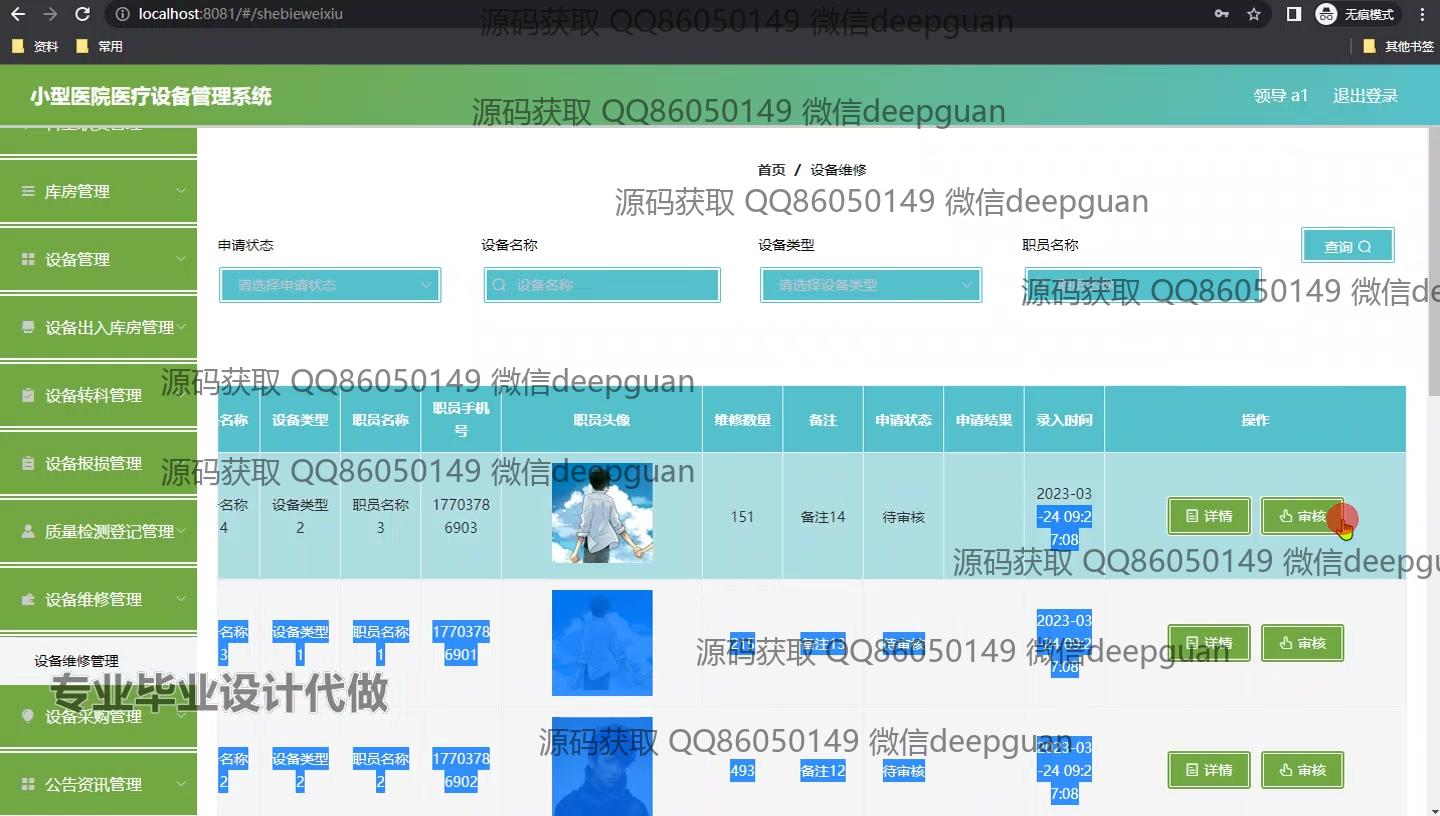 localhost:8081/#/shebieweixiu
无痕模式
资料
常用
其他书签
源码获取 QQ86050149 微信deepguan
小型医院医疗设备管理系统
领导 a1
退出登录
源码获取 QQ86050149 微信deepguan
库房管理
设备管理
设备出入库房管理
设备转科管理
设备报损管理
质量检测登记管理
设备维修管理
设备维修管理
设备采购管理
公告资讯管理
专业毕业设计代做
首页 / 设备维修
源码获取 QQ86050149 微信deepguan
申请状态
设备名称
设备类型
职员名称
查询
请选择申请状态
设备名称
请选择设备类型
源码获取 QQ86050149 微信de
源码获取 QQ86050149 微信deepguan
名称
设备类型
职员名称
职员手机
号
职员头像
维修数量
备注
申请状态
申请结果
录入时间
操作
源码获取 QQ86050149 微信deepguan
名称
4
设备类型
2
职员名称
3
1770378
6903
151
备注14
待审核
2023-03
-24 09:2
7:08
详情
审核
源码获取 QQ86050149 微信deepgu
名称
3
设备类型
1
职员名称
1
1770378
6901
215
备注13
待审核
2023-03
-24 09:2
7:08
详情
审核
源码获取 QQ86050149 微信deepguan
名称
2
设备类型
2
职员名称
2
1770378
6902
493
备注12
待审核
2023-03
-24 09:2
7:08
详情
审核
源码获取 QQ86050149 微信deepguan